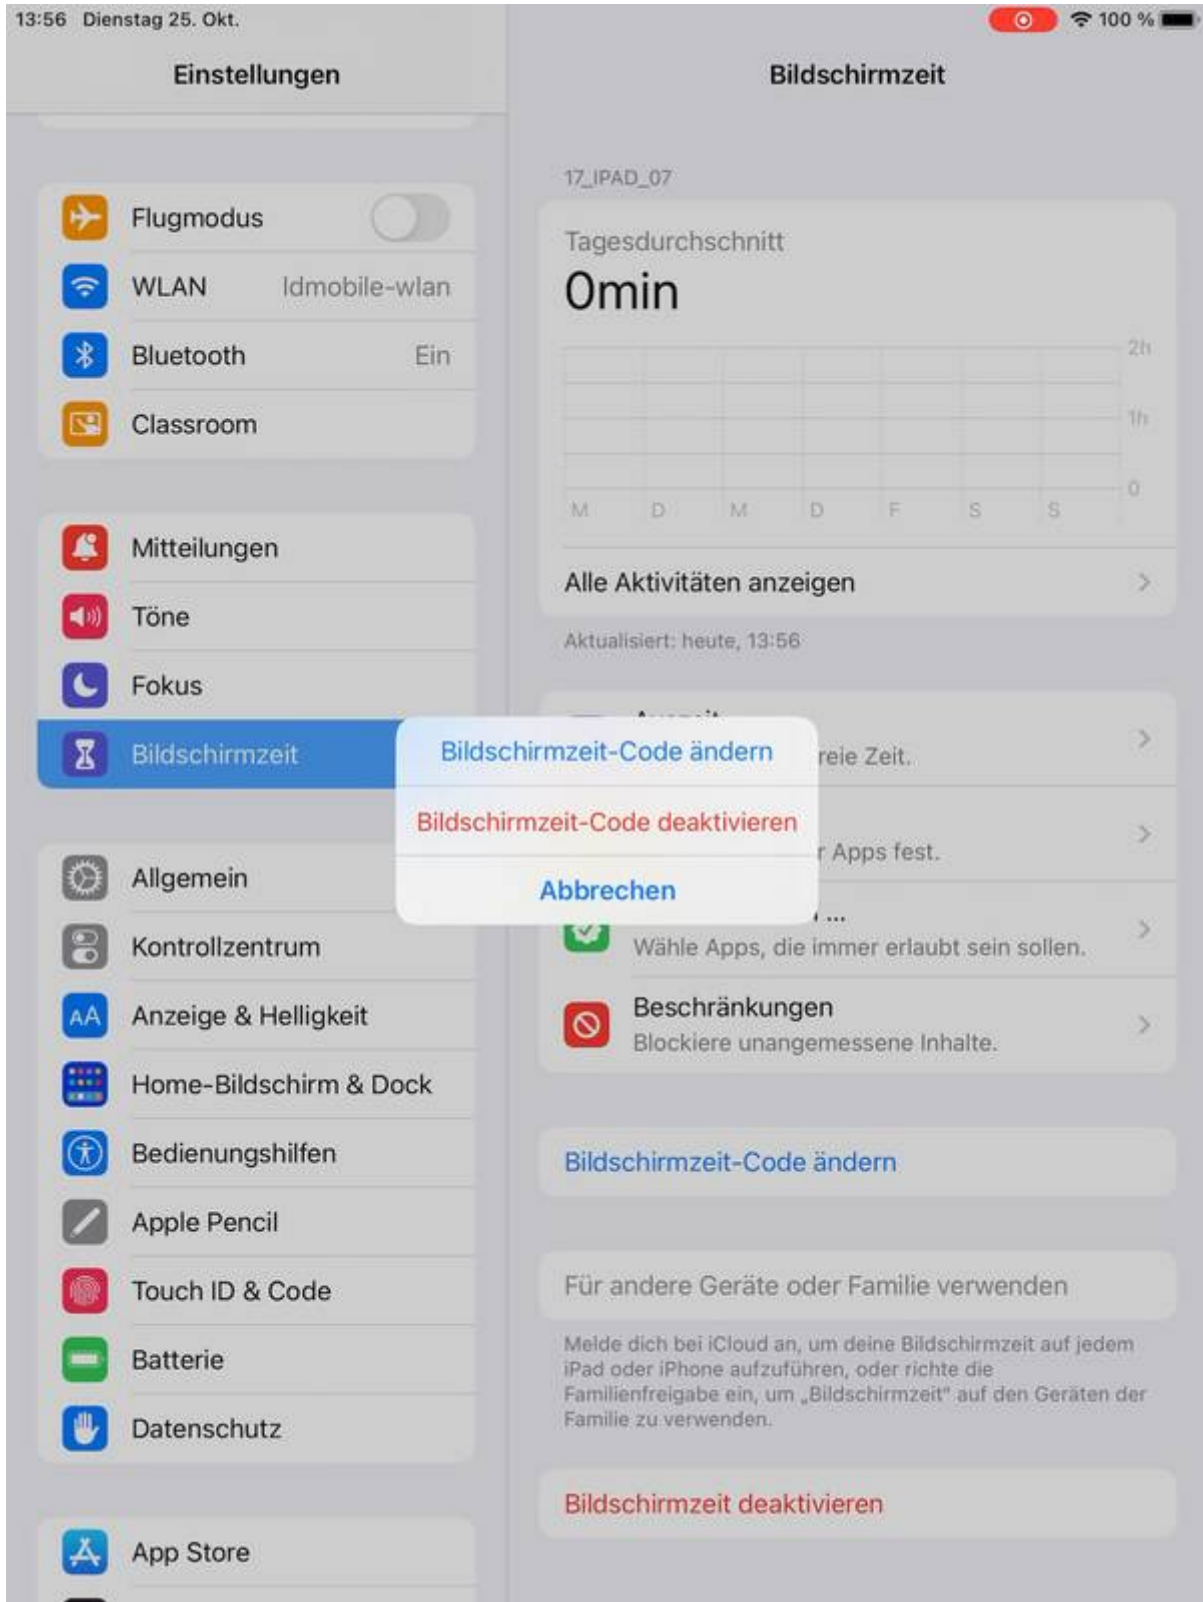 13:56 Dienstag 25. Okt.
100 %
Einstellungen
Flugmodus
WLAN ldmobile-wlan
Bluetooth Ein
Classroom
Mitteilungen
Töne
Fokus
Bildschirmzeit
Allgemein
Kontrollzentrum
AA Anzeige & Helligkeit
Home-Bildschirm & Dock
Bedienungshilfen
Apple Pencil
Touch ID & Code
Batterie
Datenschutz
App Store
Bildschirmzeit
17_IPAD_07
Tagesdurchschnitt
0min
2h
1h
0
M D M D F S S
Alle Aktivitäten anzeigen
Aktualisiert: heute, 13:56
Bildschirmzeit-Code ändern
Bildschirmzeit-Code deaktivieren
Abbrechen
Zeit.
Apps fest.
...
Wähle Apps, die immer erlaubt sein sollen.
Beschränkungen
Blockiere unangemessene Inhalte.
Bildschirmzeit-Code ändern
Für andere Geräte oder Familie verwenden
Melde dich bei iCloud an, um deine Bildschirmzeit auf jedem
iPad oder iPhone aufzuführen, oder richte die
Familienfreigabe ein, um „Bildschirmzeit“ auf den Geräten der
Familie zu verwenden.
Bildschirmzeit deaktivieren